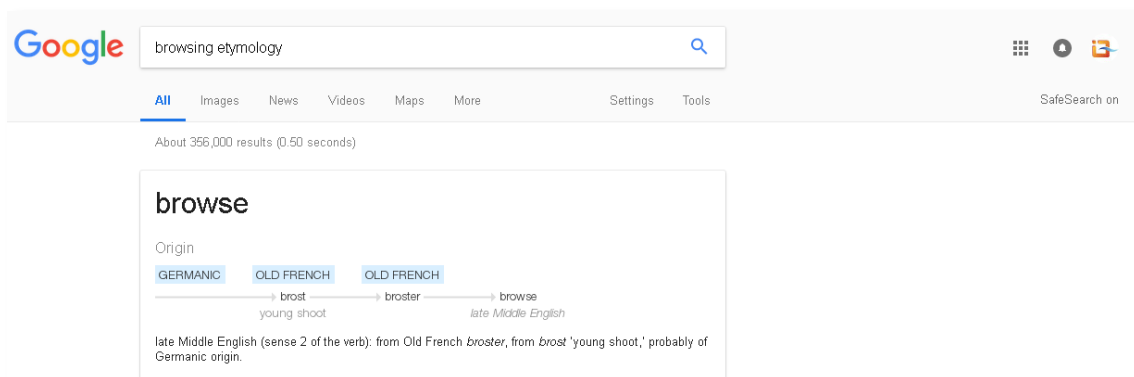 Google
browsing etymology
All Images News Videos Maps More Settings Tools
SafeSearch on
About 356,000 results (0.50 seconds)
browse
Origin
GERMANIC OLD FRENCH OLD FRENCH
brost broster browse
young shoot late Middle English
late Middle English (sense 2 of the verb): from Old French broster, from brost 'young shoot,' probably of
Germanic origin.